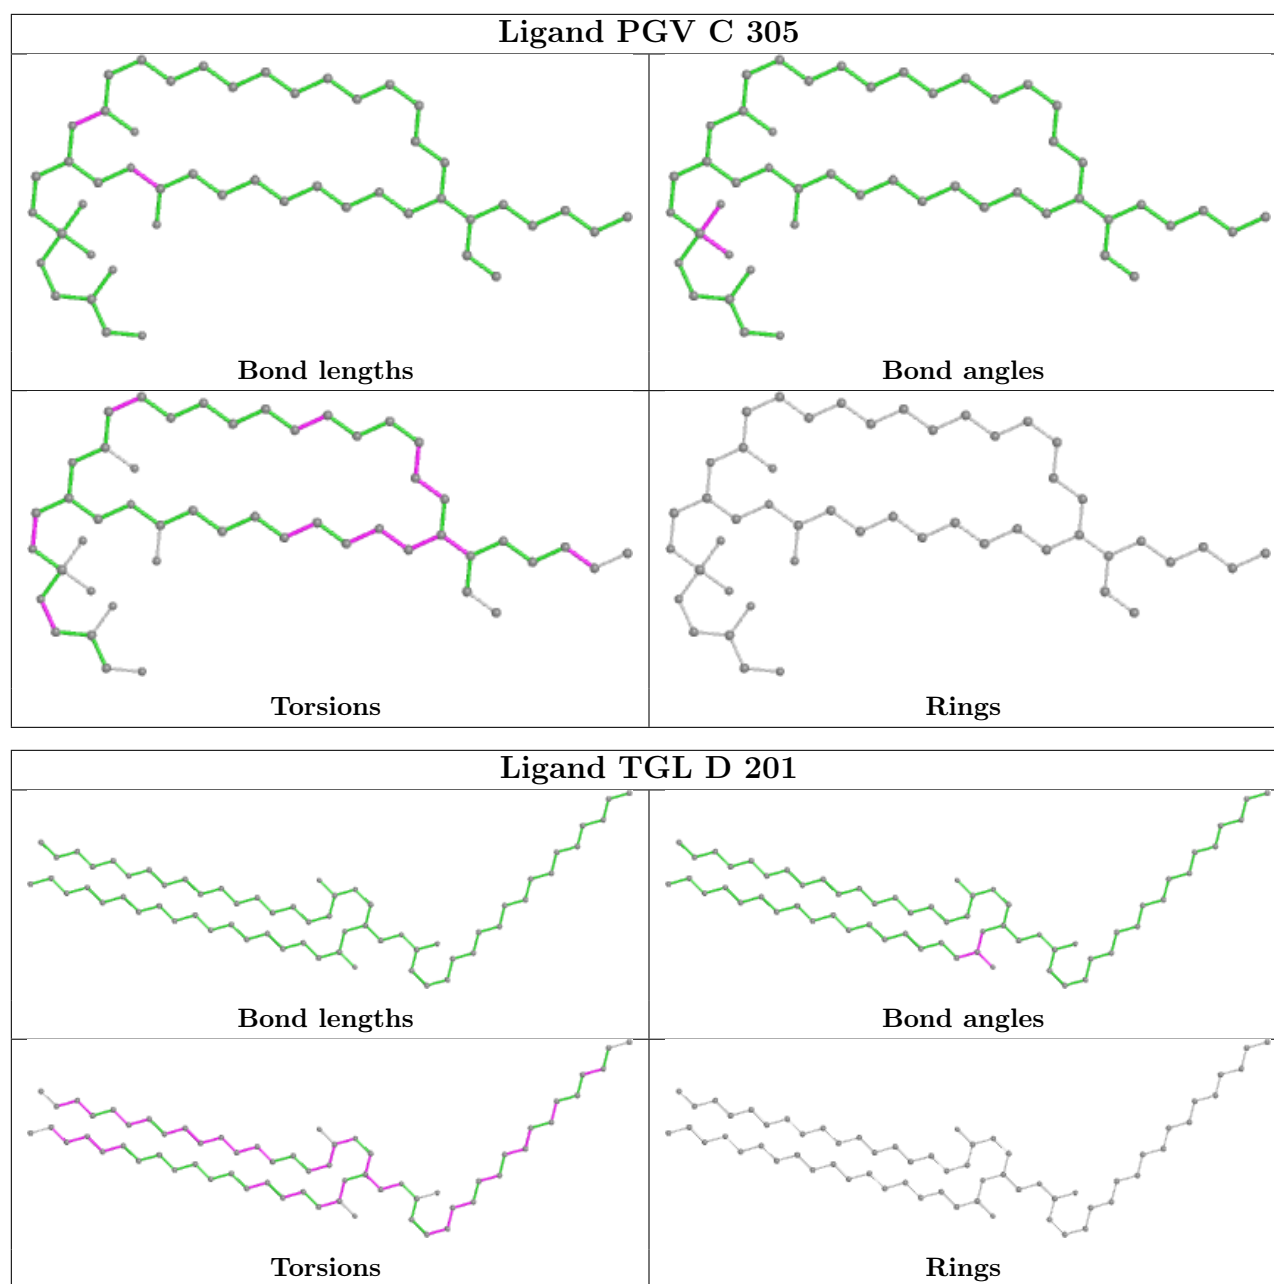 Ligand PGV C 305
Bond lengths
Bond angles
Torsions
Rings
Ligand TGL D 201
Bond lengths
Bond angles
Torsions
Rings